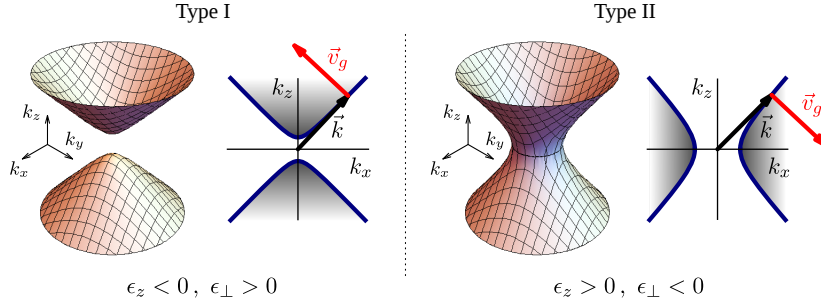 Type I
Type II
k_z
k_y
k_x
k_z
k_x
\vec{v}_g
\vec{k}
k_z
k_y
k_x
k_z
k_x
\vec{v}_g
\vec{k}
ϵ_z < 0 , ϵ_⊥ > 0
ϵ_z > 0 , ϵ_⊥ < 0